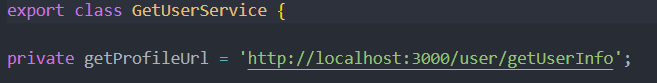 export class GetUserService {
private getProfileUrl = 'http://localhost:3000/user/getUserInfo';